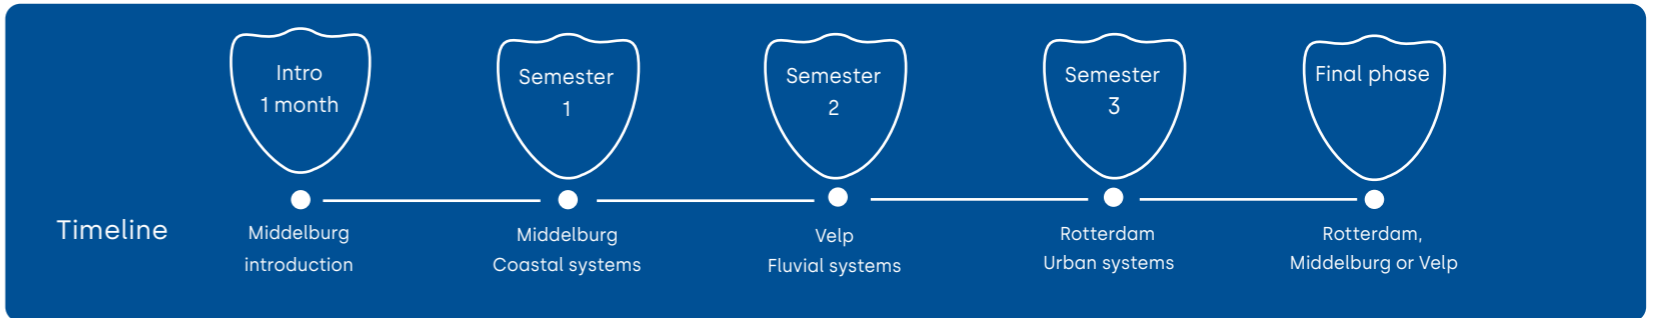 Intro
1 month
Semester
1
Semester
2
Semester
3
Final phase
Timeline
Middelburg
introduction
Middelburg
Coastal systems
Velp
Fluvial systems
Rotterdam
Urban systems
Rotterdam,
Middelburg or Velp